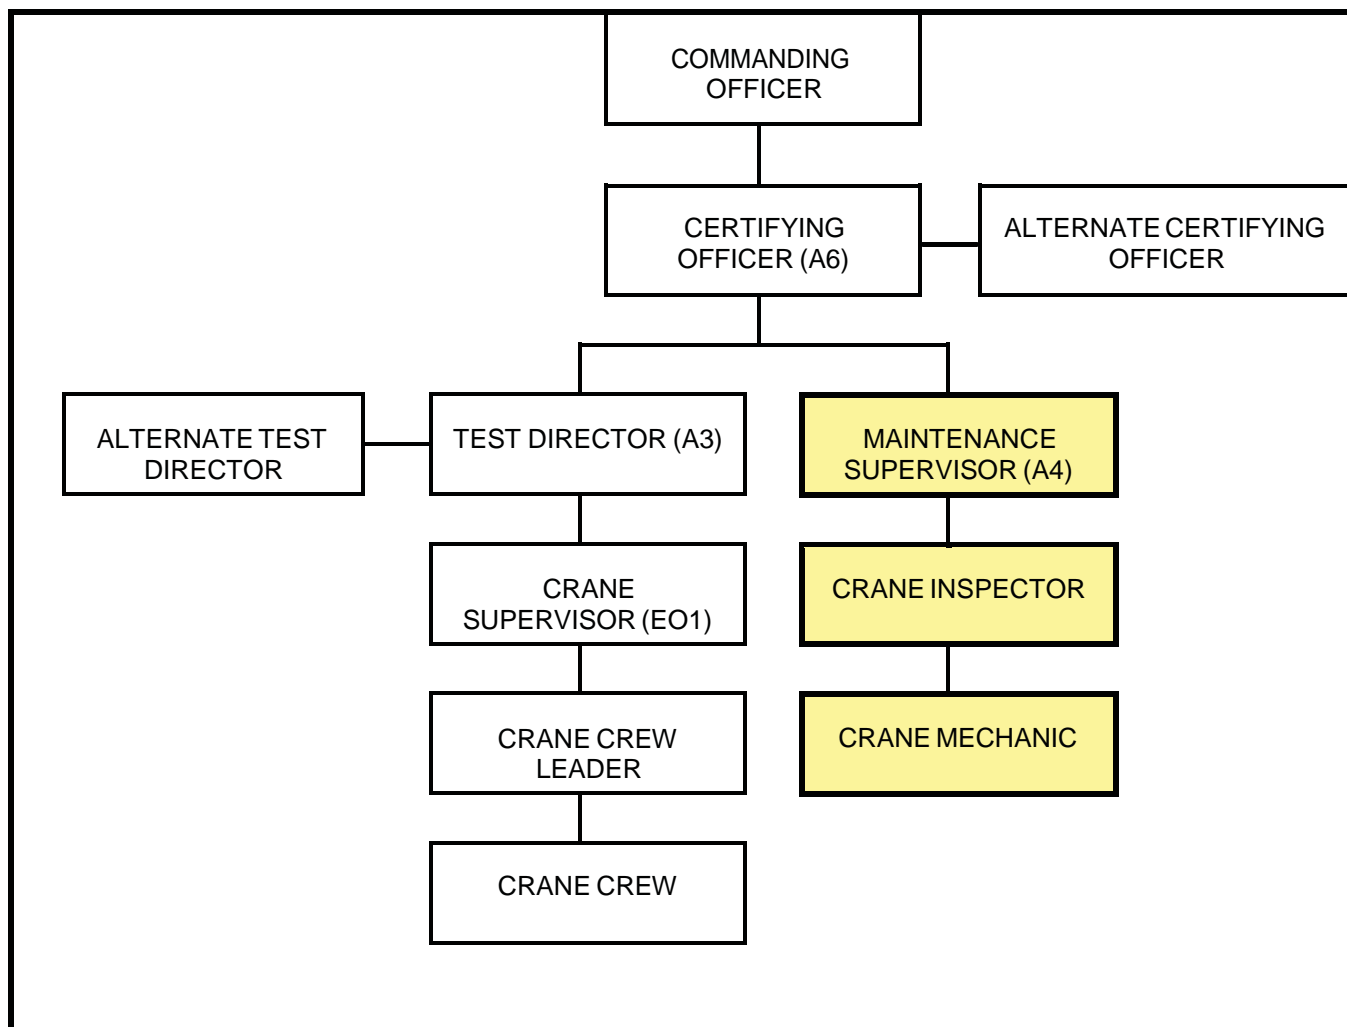 COMMANDING
OFFICER
CERTIFYING
OFFICER (A6)
ALTERNATE CERTIFYING
OFFICER
ALTERNATE TEST
DIRECTOR
TEST DIRECTOR (A3)
MAINTENANCE
SUPERVISOR (A4)
CRANE
SUPERVISOR (EO1)
CRANE INSPECTOR
CRANE CREW
LEADER
CRANE MECHANIC
CRANE CREW